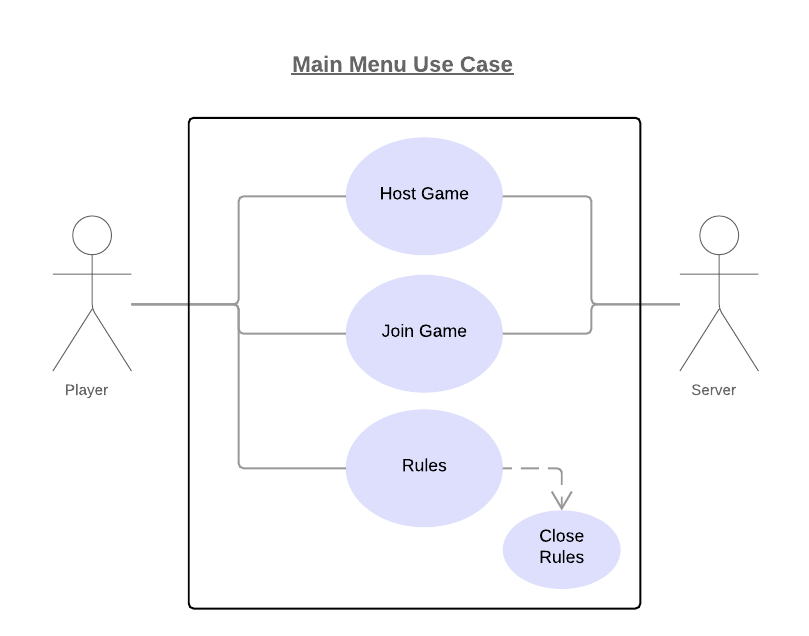 Main Menu Use Case
Host Game
Join Game
Player
Server
Rules
Close
Rules